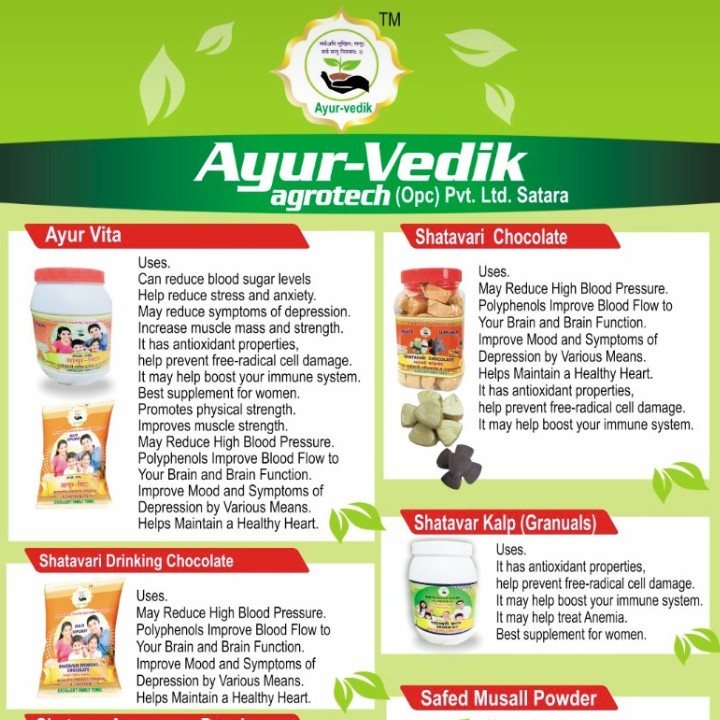 TM
Ayur-vedik
Ayur-Vedik
agrotech (Opc) Pvt. Ltd. Satara
Ayur Vita
Uses.
Can reduce blood sugar levels
Help reduce stress and anxiety.
May reduce symptoms of depression.
Increase muscle mass and strength.
It has antioxidant properties,
help prevent free-radical cell damage.
It may help boost your immune system.
Best supplement for women.
Promotes physical strength.
Improves muscle strength.
May Reduce High Blood Pressure.
Polyphenols Improve Blood Flow to
Your Brain and Brain Function.
Improve Mood and Symptoms of
Depression by Various Means.
Helps Maintain a Healthy Heart.
Shatavari Drinking Chocolate
Uses.
May Reduce High Blood Pressure.
Polyphenols Improve Blood Flow to
Your Brain and Brain Function.
Improve Mood and Symptoms of
Depression by Various Means.
Helps Maintain a Healthy Heart.
Shatavari Chocolate
SHATAVARI CHOCOLATE
Uses.
May Reduce High Blood Pressure.
Polyphenols Improve Blood Flow to
Your Brain and Brain Function.
Improve Mood and Symptoms of
Depression by Various Means.
Helps Maintain a Healthy Heart.
It has antioxidant properties,
help prevent free-radical cell damage.
It may help boost your immune system.
Shatavar Kalp (Granuals)
Uses.
It has antioxidant properties,
help prevent free-radical cell damage.
It may help boost your immune system.
It may help treat Anemia.
Best supplement for women.
Safed Musall Powder